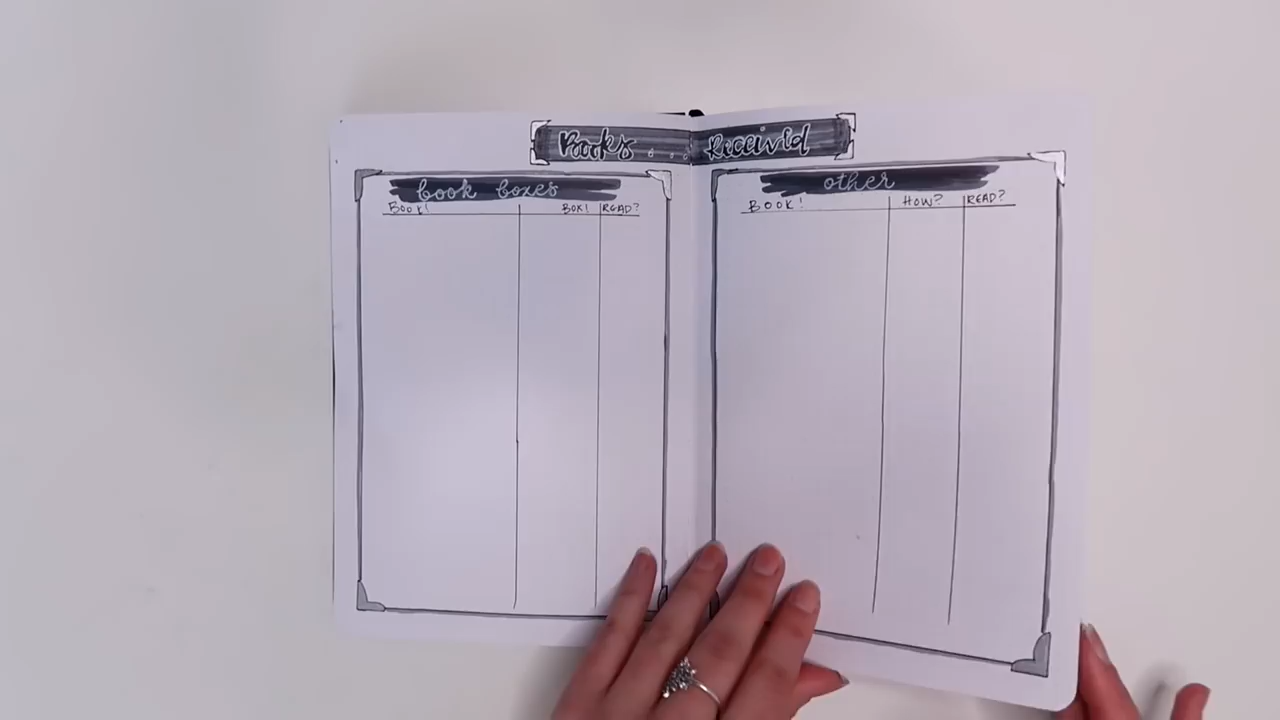 Books Received
book boxes
BOOK! BOX! READ?
other
BOOK! HOW? READ?